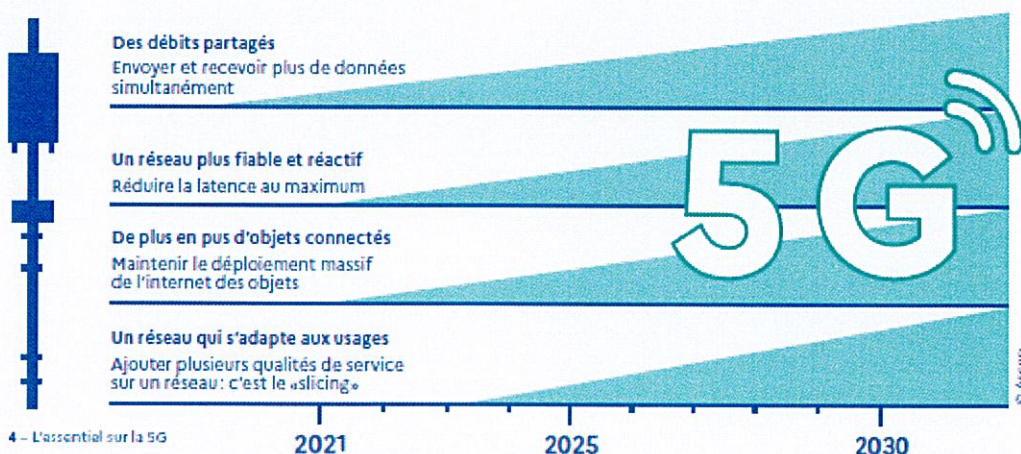 Des débits partagés
Envoyer et recevoir plus de données
simultanément
Un réseau plus fiable et réactif
Réduire la latence au maximum
De plus en pus d'objets connectés
Maintenir le déploiement massif
de l'internet des objets
Un réseau qui s'adapte aux usages
Ajouter plusieurs qualités de service
sur un réseau: c'est le «slicing»
5G
4 – L'essentiel sur la 5G
2021
2025
2030